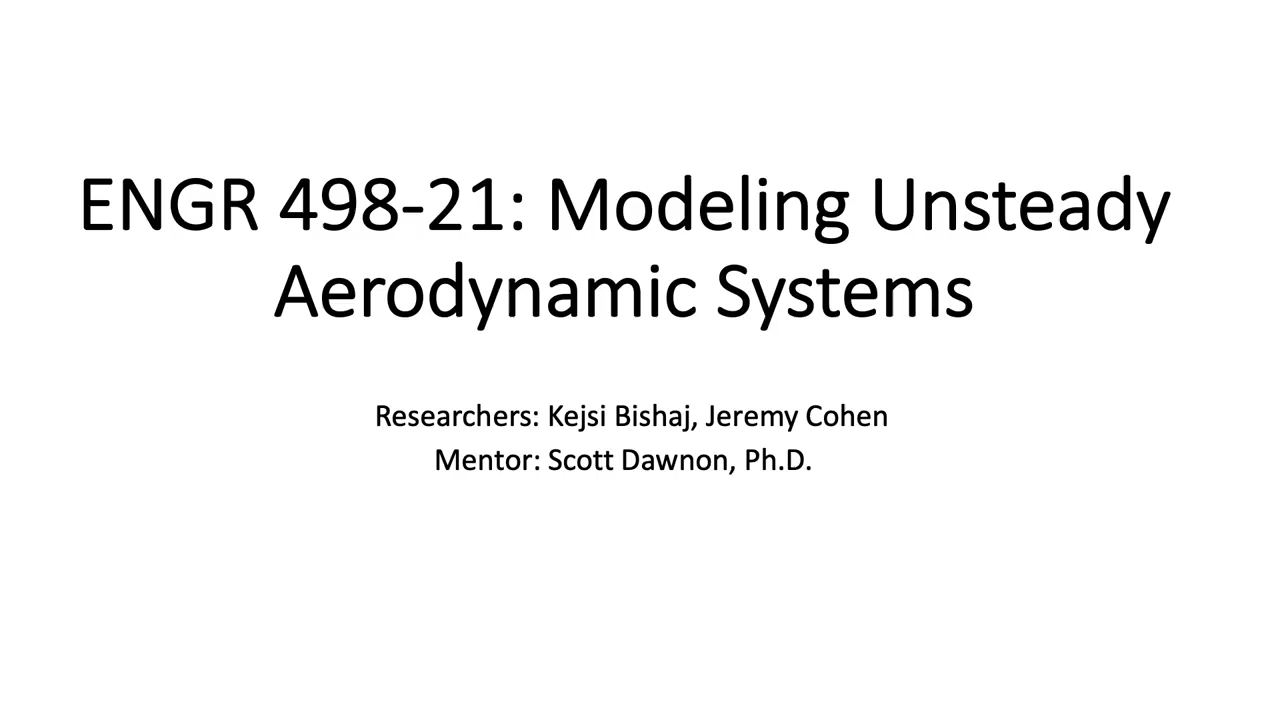 ENGR 498-21: Modeling Unsteady
Aerodynamic Systems
Researchers: Kejsi Bishaj, Jeremy Cohen
Mentor: Scott Dawnon, Ph.D.